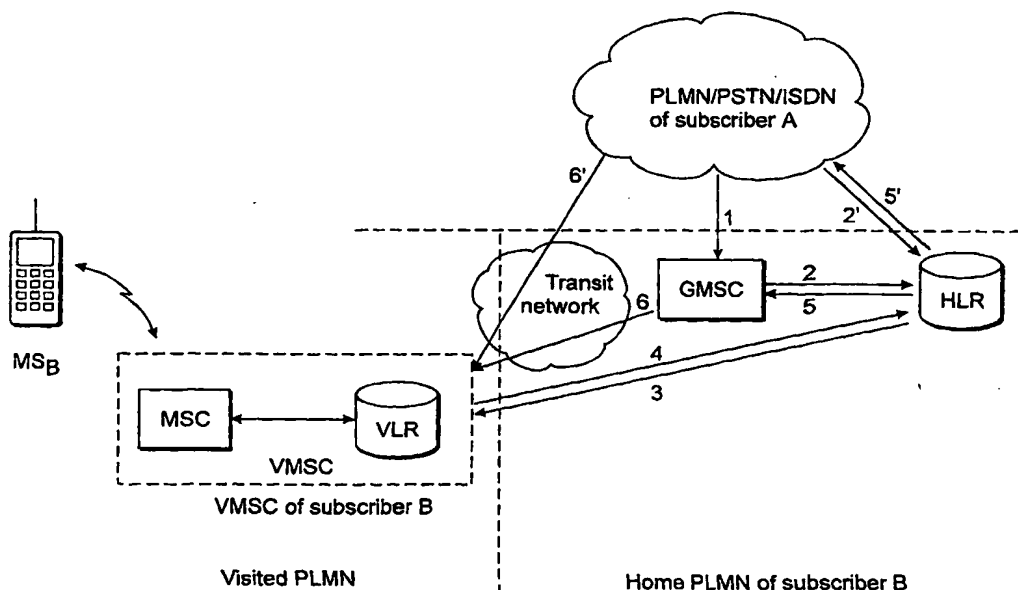 PLMN/PSTN/ISDN
of subscriber A
6'
5'
2'
1
Transit
network
6
GMSC
2
5
HLR
4
3
MSB
MSC
VLR
VMSC
VMSC of subscriber B
Visited PLMN
Home PLMN of subscriber B